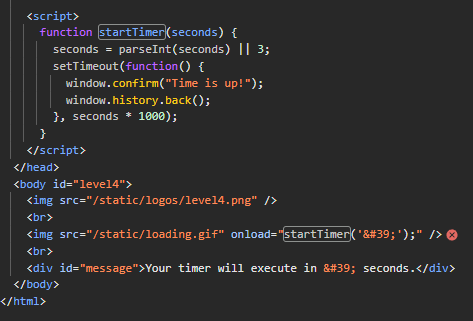 <script>
function startTimer(seconds) {
seconds = parseInt(seconds) || 3;
setTimeout(function() {
window.confirm("Time is up!");
window.history.back();
}, seconds * 1000);
}
</script>
</head>
<body id="level4">
<img src="/static/logos/level4.png" />
<br>
<img src="/static/loading.gif" onload="startTimer('&#39;');" />
<br>
<div id="message">Your timer will execute in &#39; seconds.</div>
</body>
</html>